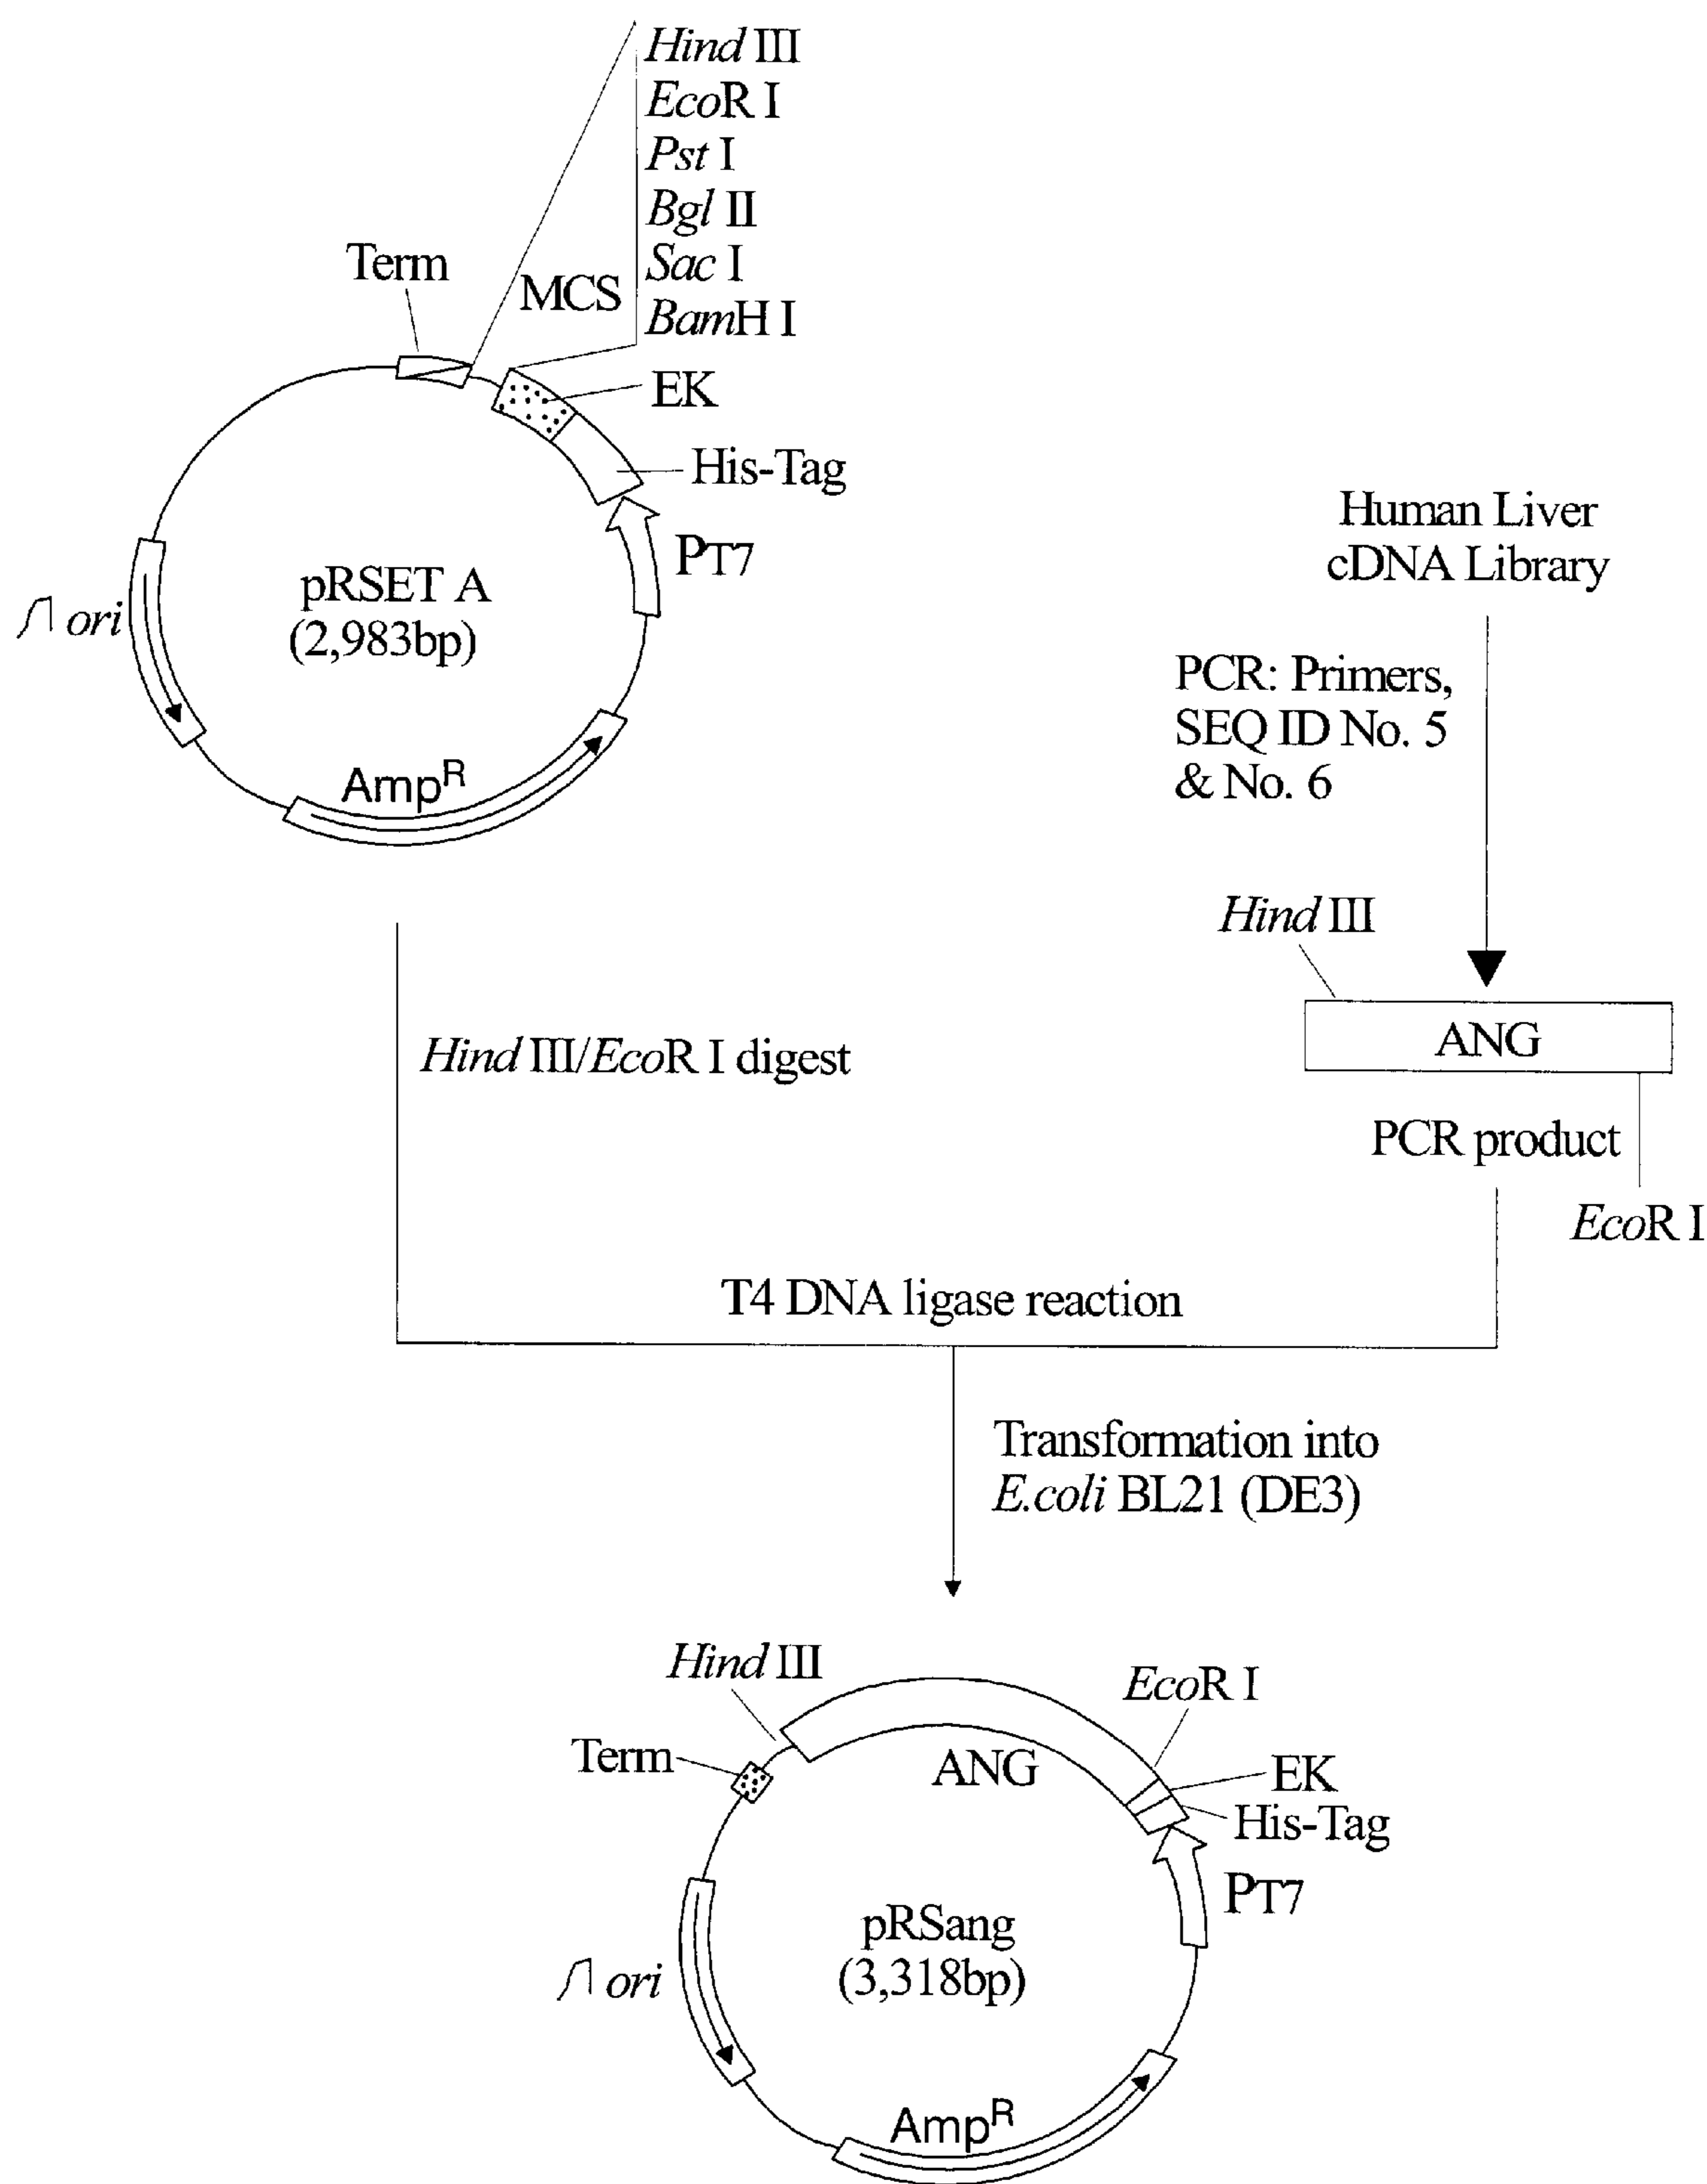 Hind III
EcoR I
Pst I
Bgl II
Sac I
BamH I
Term
MCS
EK
His-Tag
PT7
pRSET A
(2,983bp)
f1 ori
AmpR
Human Liver
cDNA Library
PCR: Primers,
SEQ ID No. 5
& No. 6
Hind III
ANG
PCR product
EcoR I
Hind III/EcoR I digest
T4 DNA ligase reaction
Transformation into
E.coli BL21 (DE3)
Hind III
EcoR I
Term
ANG
EK
His-Tag
PT7
pRSang
(3,318bp)
f1 ori
AmpR